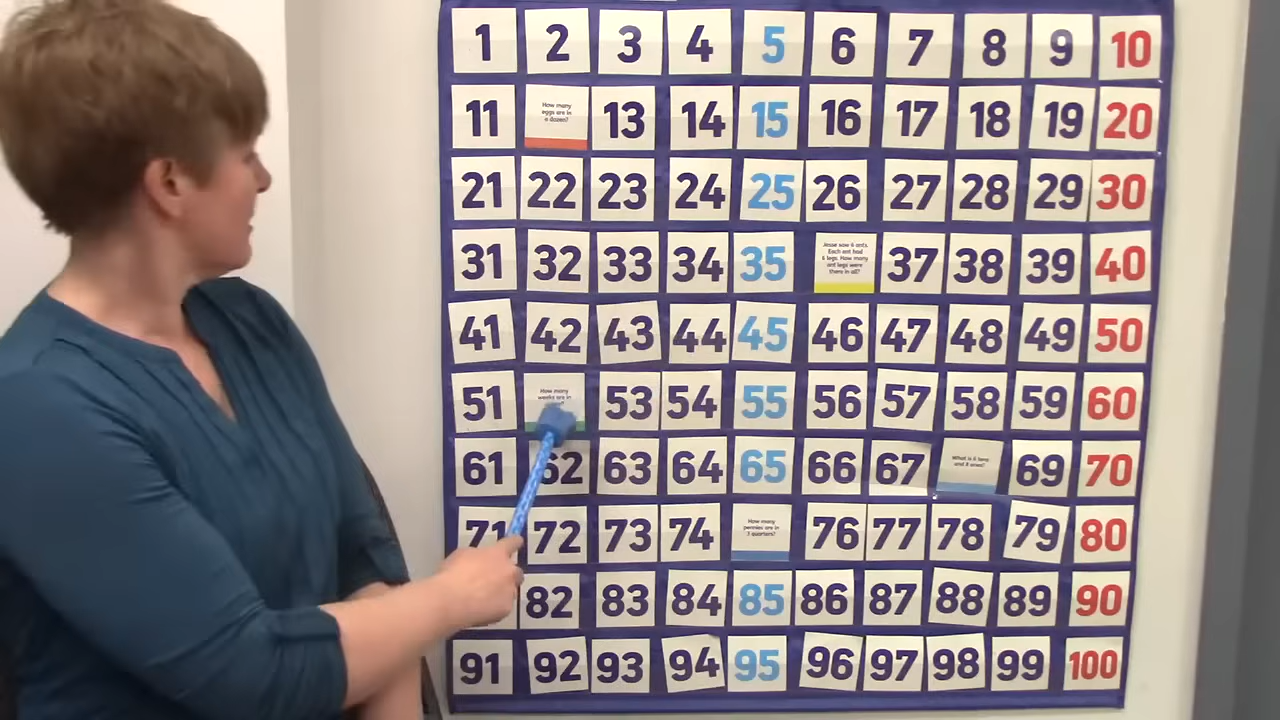 1 2 3 4 5 6 7 8 9 10
11 How many 13 14 15 16 17 18 19 20
eggs are in
a dozen?
21 22 23 24 25 26 27 28 29 30
31 32 33 34 35 Jesse saw 6 ants. 37 38 39 40
Each ant had
6 legs. How many
ant legs were
there in all?
41 42 43 44 45 46 47 48 49 50
51 How many 53 54 55 56 57 58 59 60
weeks are in
61 62 63 64 65 66 67 What is 6 tens 69 70
and 8 ones?
71 72 73 74 How many 76 77 78 79 80
pennies are in
3 quarters?
82 83 84 85 86 87 88 89 90
91 92 93 94 95 96 97 98 99 100